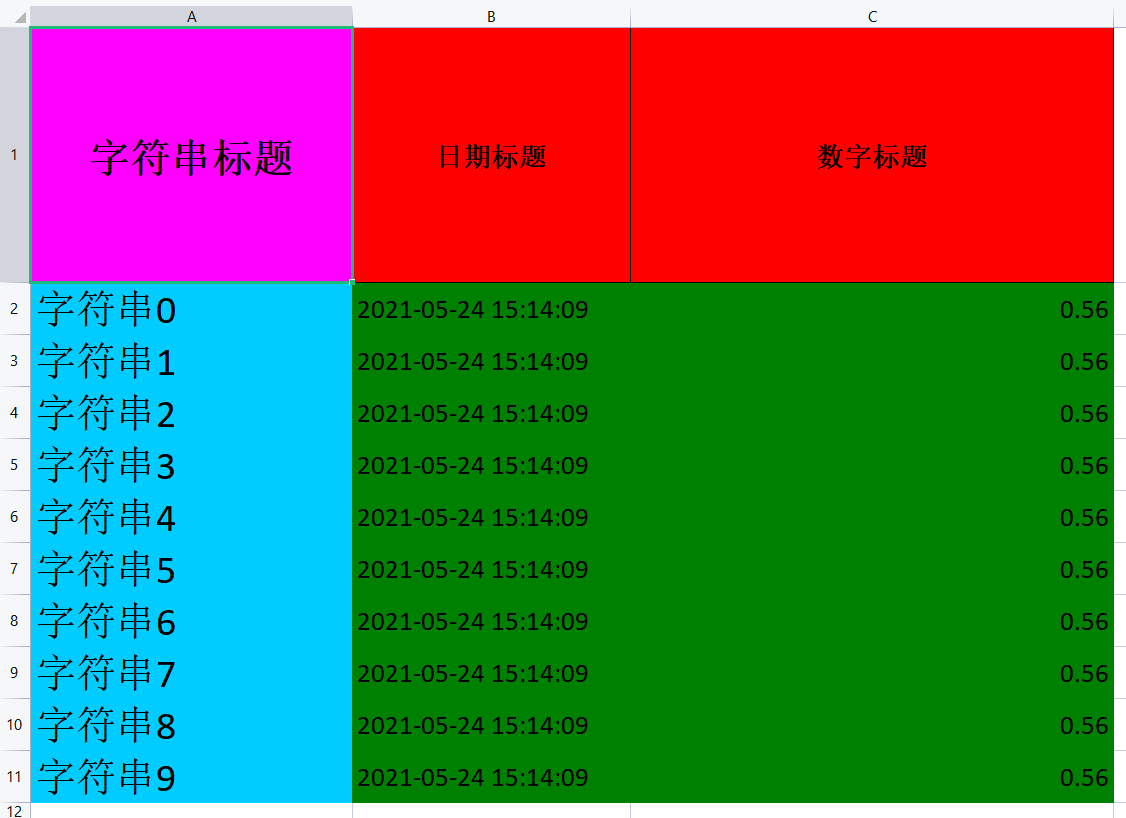 A B C
1 字符串标题 日期标题 数字标题
2 字符串0 2021-05-24 15:14:09 0.56
3 字符串1 2021-05-24 15:14:09 0.56
4 字符串2 2021-05-24 15:14:09 0.56
5 字符串3 2021-05-24 15:14:09 0.56
6 字符串4 2021-05-24 15:14:09 0.56
7 字符串5 2021-05-24 15:14:09 0.56
8 字符串6 2021-05-24 15:14:09 0.56
9 字符串7 2021-05-24 15:14:09 0.56
10 字符串8 2021-05-24 15:14:09 0.56
11 字符串9 2021-05-24 15:14:09 0.56
12